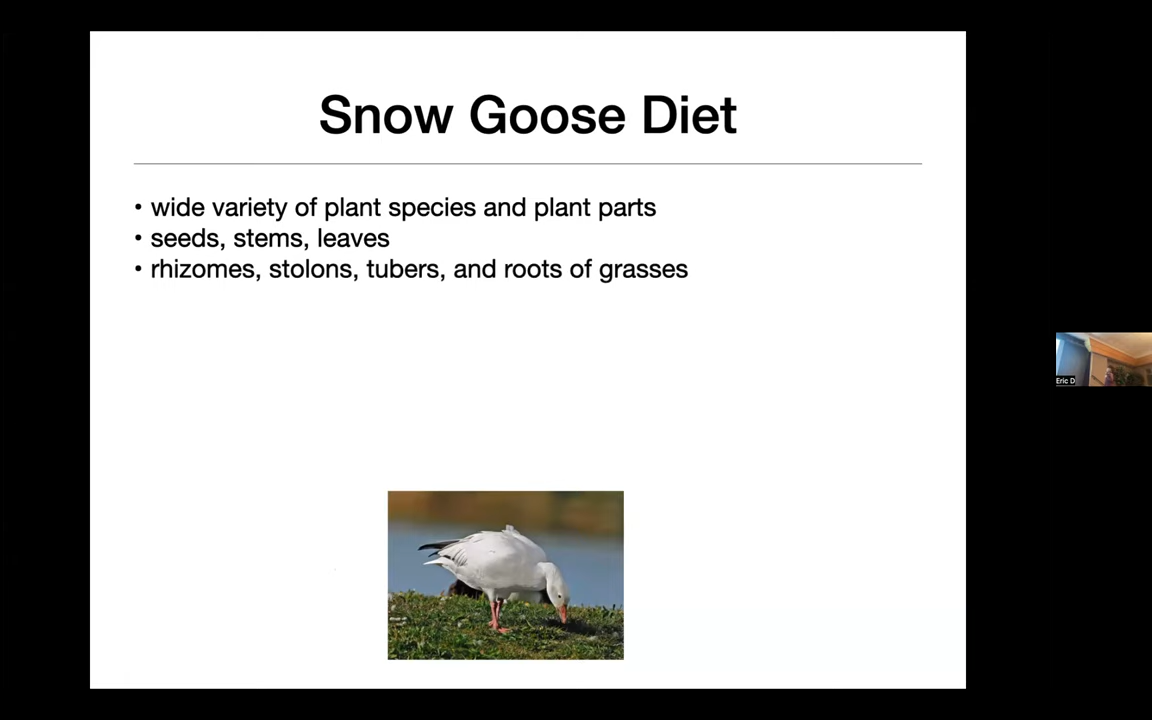 Snow Goose Diet
• wide variety of plant species and plant parts
• seeds, stems, leaves
• rhizomes, stolons, tubers, and roots of grasses
Eric D